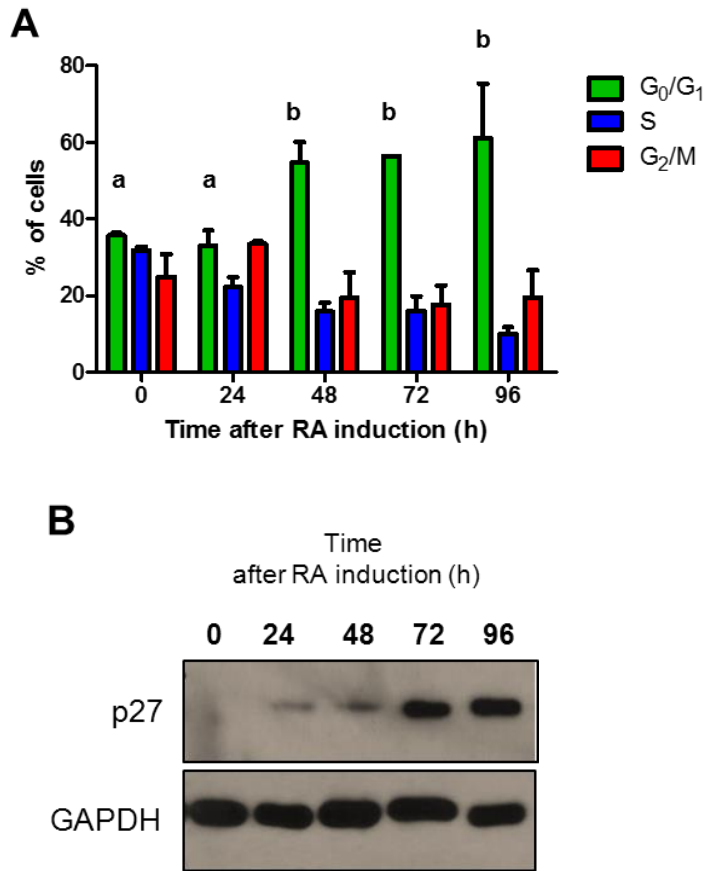 A
80
60
40
20
0
% of cells
a
a
b
b
b
0 24 48 72 96
Time after RA induction (h)
G₀/G₁
S
G₂/M
B
Time
after RA induction (h)
0 24 48 72 96
p27
GAPDH